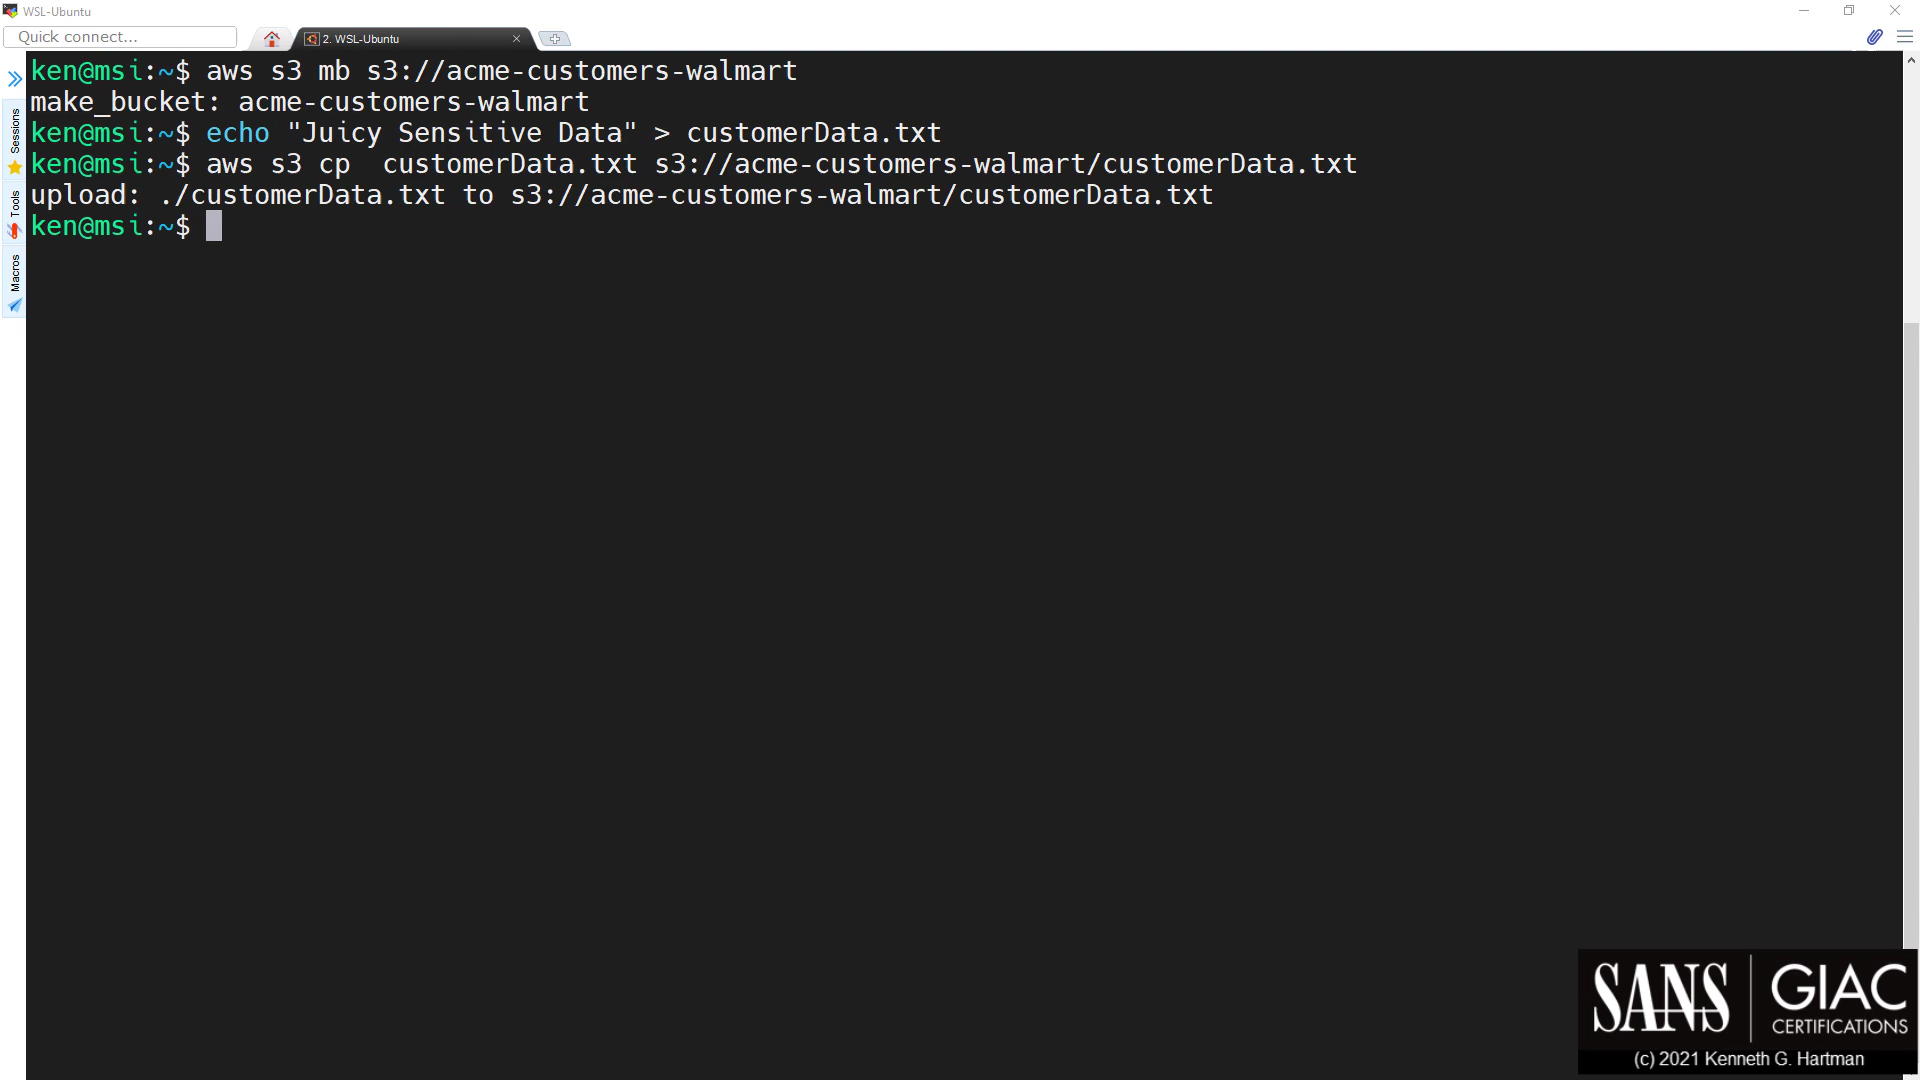 WSL-Ubuntu
Quick connect...
2. WSL-Ubuntu
ken@msi:~$ aws s3 mb s3://acme-customers-walmart
make_bucket: acme-customers-walmart
ken@msi:~$ echo "Juicy Sensitive Data" > customerData.txt
ken@msi:~$ aws s3 cp  customerData.txt s3://acme-customers-walmart/customerData.txt
upload: ./customerData.txt to s3://acme-customers-walmart/customerData.txt
ken@msi:~$
Sessions
Tools
Macros
SANS
GIAC
CERTIFICATIONS
(c) 2021 Kenneth G. Hartman